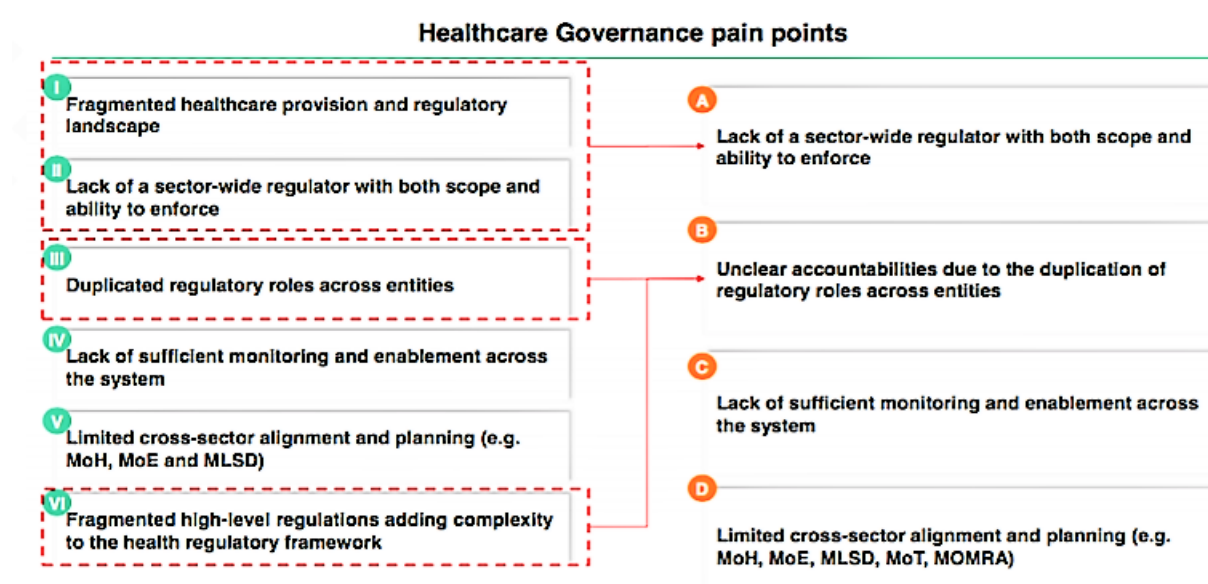 Healthcare Governance pain points
I
Fragmented healthcare provision and regulatory
landscape
II
Lack of a sector-wide regulator with both scope and
ability to enforce
III
Duplicated regulatory roles across entities
IV
Lack of sufficient monitoring and enablement across
the system
V
Limited cross-sector alignment and planning (e.g.
MoH, MoE and MLSD)
VI
Fragmented high-level regulations adding complexity
to the health regulatory framework
A
Lack of a sector-wide regulator with both scope and
ability to enforce
B
Unclear accountabilities due to the duplication of
regulatory roles across entities
C
Lack of sufficient monitoring and enablement across
the system
D
Limited cross-sector alignment and planning (e.g.
MoH, MoE, MLSD, MoT, MOMRA)